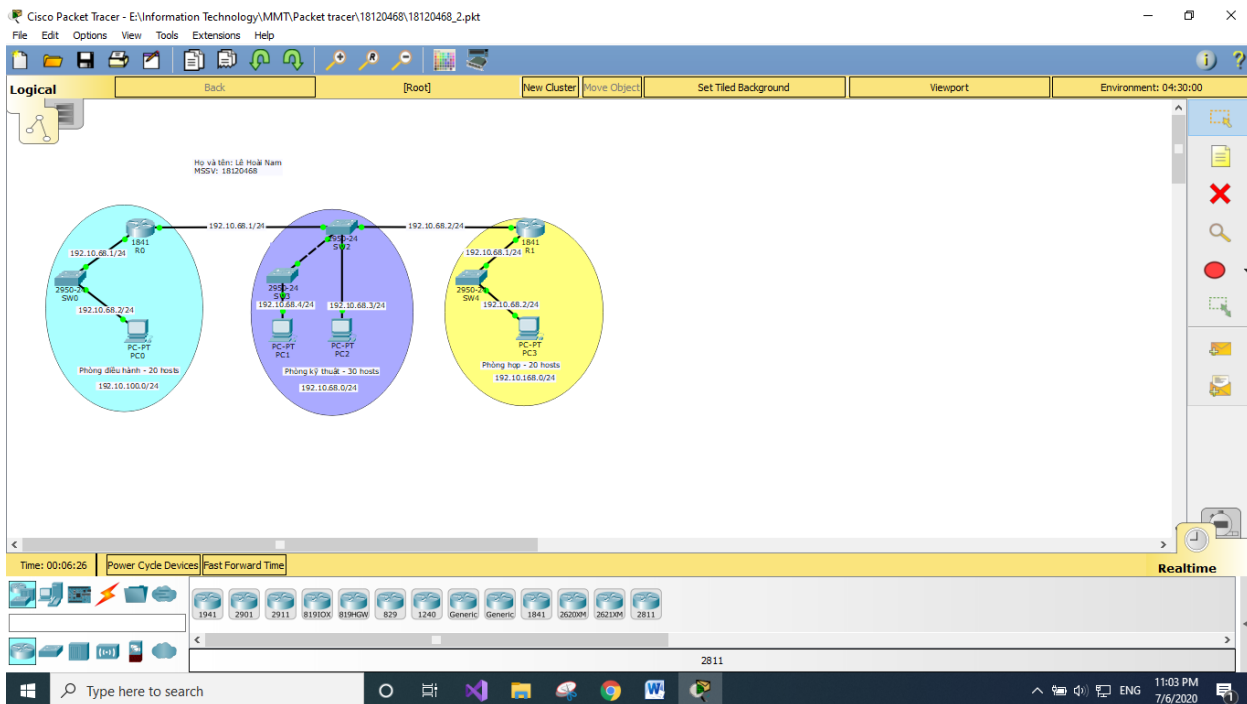 Cisco Packet Tracer - E:\Information Technology\MMT\Packet tracer\18120468\18120468_2.pkt
File Edit Options View Tools Extensions Help
Logical Back [Root] New Cluster Move Object Set Tiled Background Viewport Environment: 04:30:00
Họ và tên: Lê Hoài Nam
MSSV: 18120468
192.10.68.1/24
192.10.68.2/24
1841
R0
2950-24
SW2
1841
R1
192.10.68.1/24
192.10.68.1/24
2950-24
SW0
2950-24
SW3
2950-24
SW4
192.10.68.2/24
192.10.68.4/24
192.10.68.3/24
192.10.68.2/24
PC-PT
PC0
PC-PT
PC1
PC-PT
PC2
PC-PT
PC3
Phòng điều hành - 20 hosts
192.10.100.0/24
Phòng kỹ thuật - 30 hosts
192.10.68.0/24
Phòng họp - 20 hosts
192.10.168.0/24
Time: 00:06:26 Power Cycle Devices Fast Forward Time Realtime
1941 2901 2911 819IOX 819HGW 829 1240 Generic Generic 1841 2620XM 2621XM 2811
2811
Type here to search
ENG
11:03 PM
7/6/2020